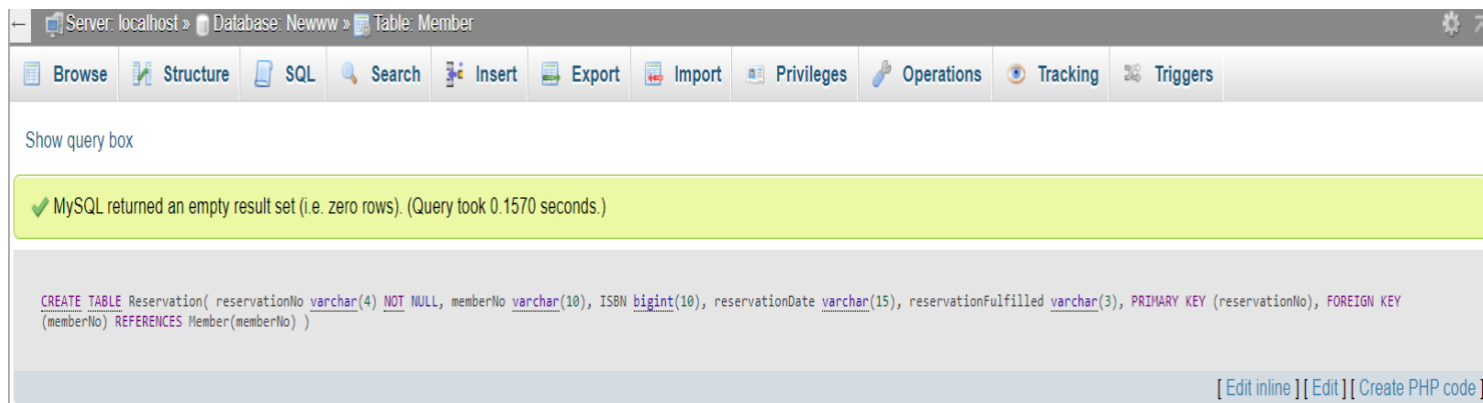 ← Server: localhost » Database: Newww » Table: Member
Browse Structure SQL Search Insert Export Import Privileges Operations Tracking Triggers
Show query box
MySQL returned an empty result set (i.e. zero rows). (Query took 0.1570 seconds.)
CREATE TABLE Reservation( reservationNo varchar(4) NOT NULL, memberNo varchar(10), ISBN bigint(10), reservationDate varchar(15), reservationFulfilled varchar(3), PRIMARY KEY (reservationNo), FOREIGN KEY
(memberNo) REFERENCES Member(memberNo) )
[ Edit inline ] [ Edit ] [ Create PHP code ]